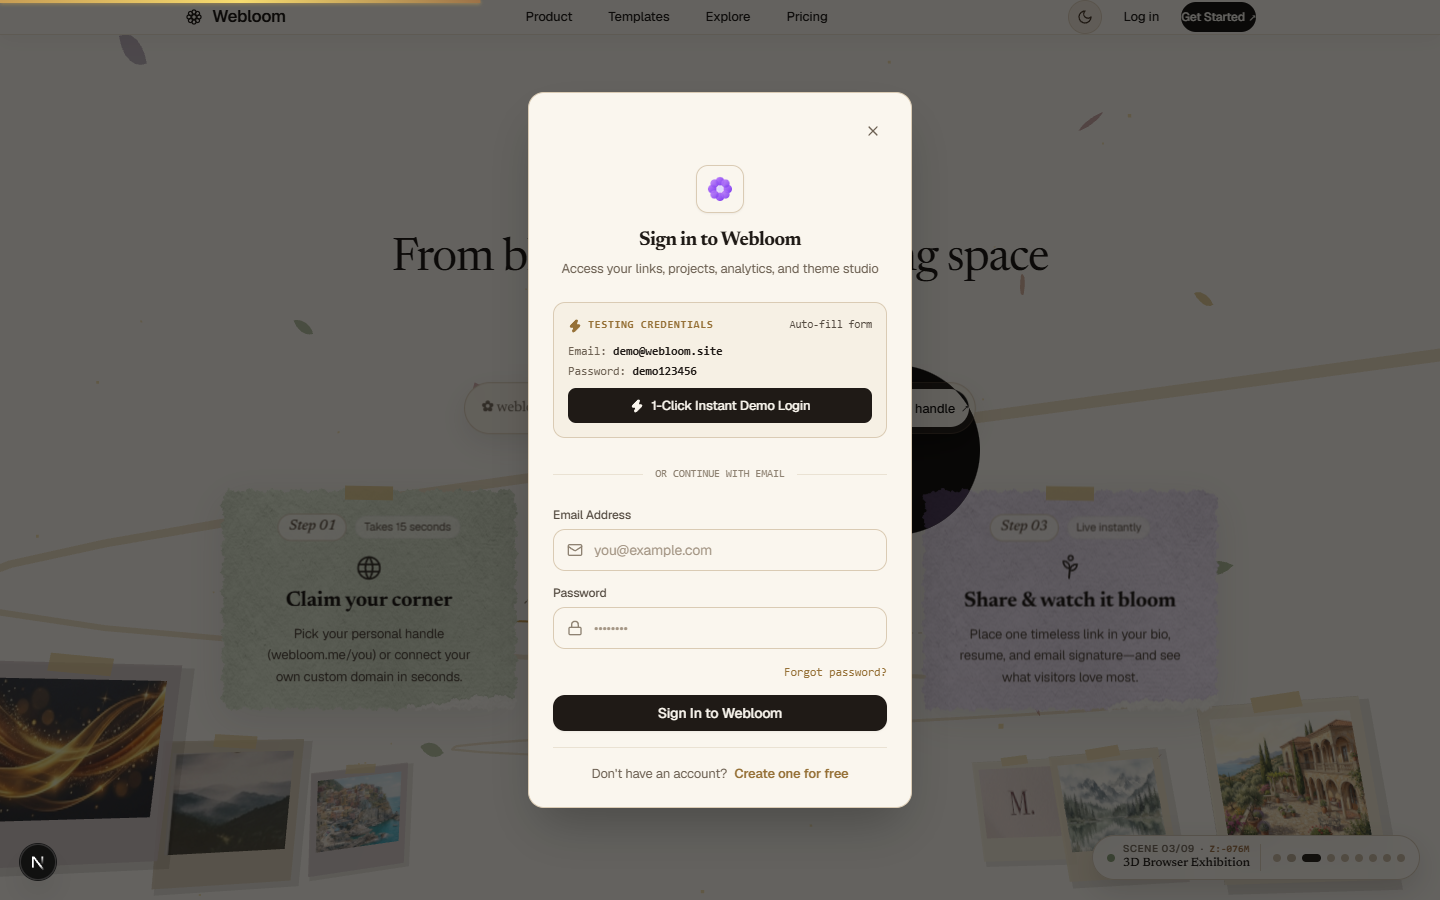 Webloom
Product
Templates
Explore
Pricing
Log in
Get Started ↗
From b
ng space
Sign in to Webloom
Access your links, projects, analytics, and theme studio
TESTING CREDENTIALS
Auto-fill form
Email: demo@webloom.site
Password: demo123456
1-Click Instant Demo Login
OR CONTINUE WITH EMAIL
Email Address
you@example.com
Password
••••••••
Forgot password?
Sign In to Webloom
Don't have an account? Create one for free
webl
handle ↗
Step 01
Takes 15 seconds
Claim your corner
Pick your personal handle
(webloom.me/you) or connect your
own custom domain in seconds.
Step 03
Live instantly
Share & watch it bloom
Place one timeless link in your bio,
resume, and email signature—and see
what visitors love most.
M.
N
SCENE 03/09 · Z:-076M
3D Browser Exhibition